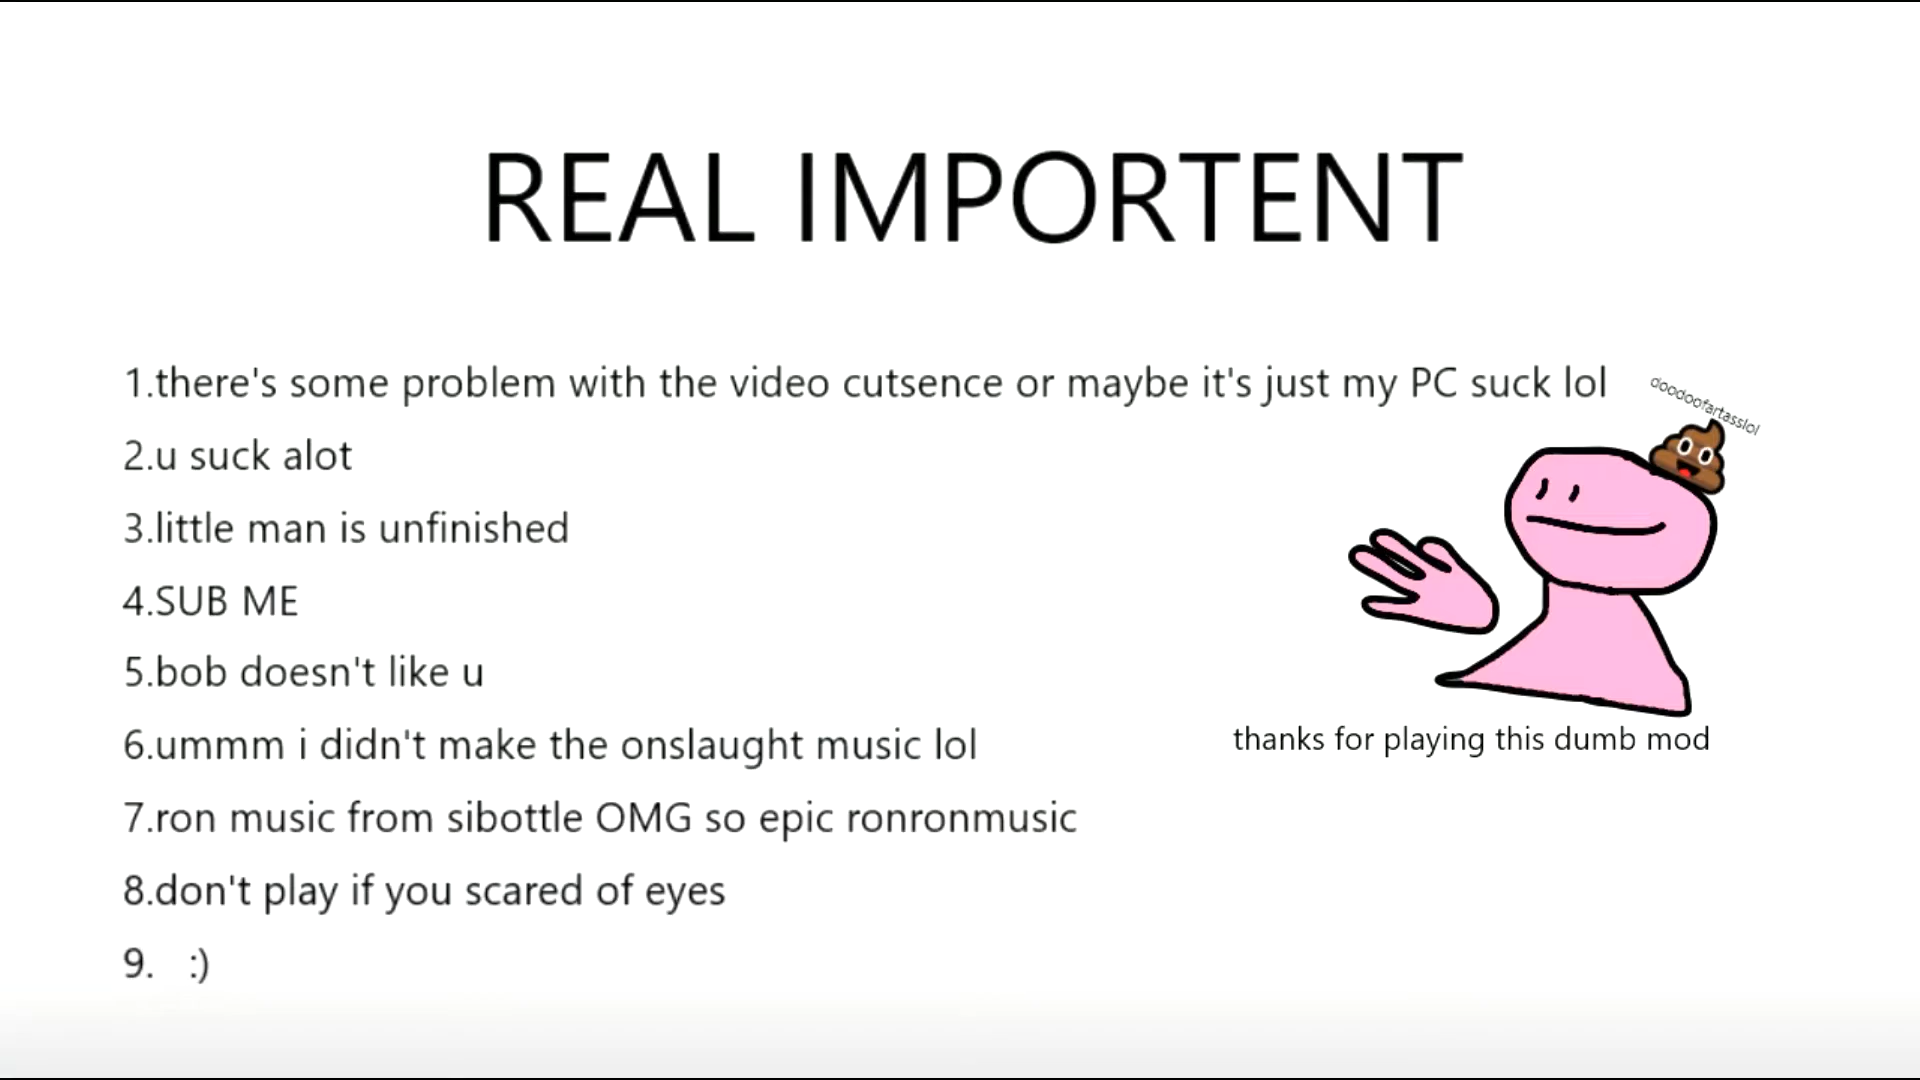 REAL IMPORTENT
1.there's some problem with the video cutsence or maybe it's just my PC suck lol
doodoofartasslol
2.u suck alot
3.little man is unfinished
4.SUB ME
5.bob doesn't like u
6.ummm i didn't make the onslaught music lol
thanks for playing this dumb mod
7.ron music from sibottle OMG so epic ronronmusic
8.don't play if you scared of eyes
9. :)